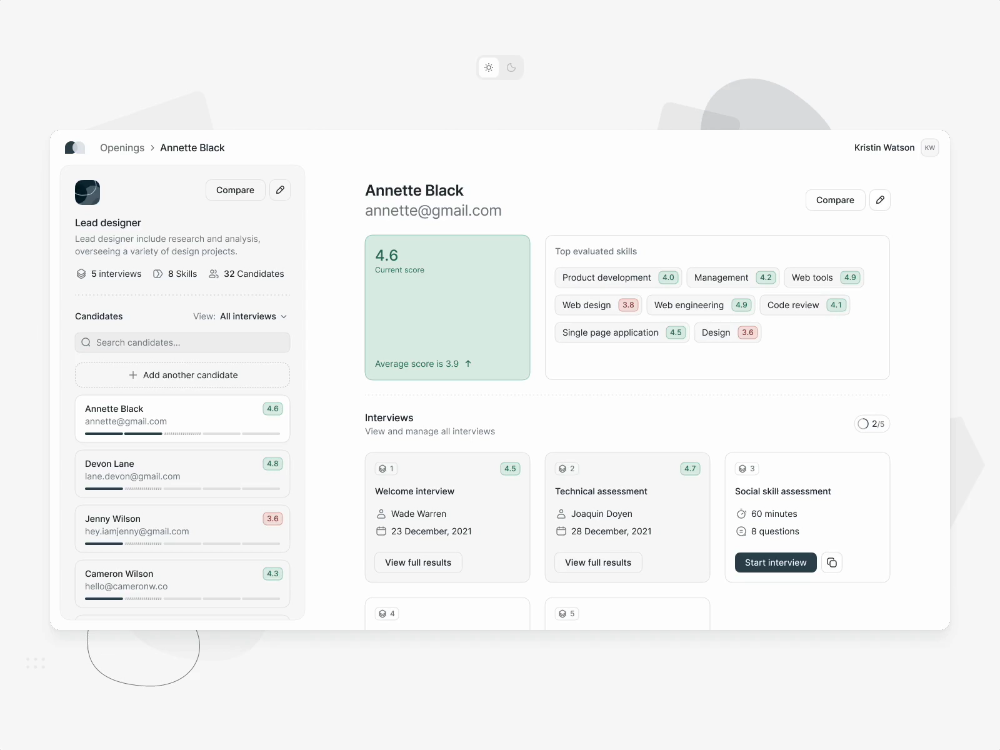 Openings > Annette Black
Kristin Watson KW
Compare
Lead designer
Lead designer include research and analysis,
overseeing a variety of design projects.
5 interviews 8 Skills 32 Candidates
Candidates View: All interviews
Search candidates...
+ Add another candidate
Annette Black 4.6
annette@gmail.com
Devon Lane 4.8
lane.devon@gmail.com
Jenny Wilson 3.6
hey.iamjenny@gmail.com
Cameron Wilson 4.3
hello@cameronw.co
Annette Black
annette@gmail.com
Compare
4.6
Current score
Average score is 3.9 ↑
Top evaluated skills
Product development 4.0 Management 4.2 Web tools 4.9
Web design 3.8 Web engineering 4.9 Code review 4.1
Single page application 4.5 Design 3.6
Interviews
View and manage all interviews
2/5
1 4.5
Welcome interview
Wade Warren
23 December, 2021
View full results
2 4.7
Technical assessment
Joaquin Doyen
28 December, 2021
View full results
3
Social skill assessment
60 minutes
8 questions
Start interview
4
5